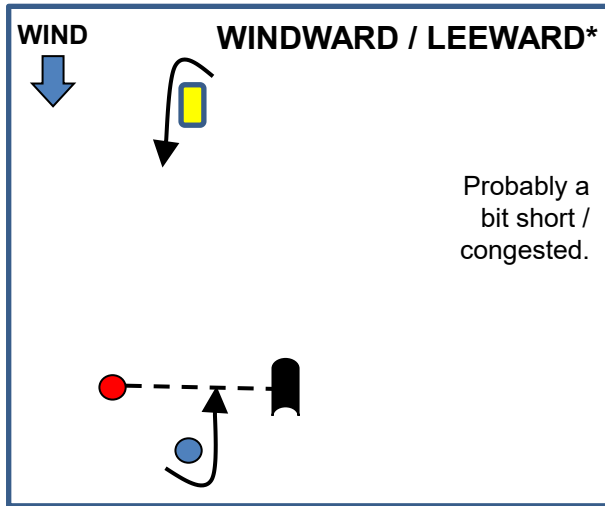 WIND
WINDWARD / LEEWARD*
Probably a
bit short /
congested.